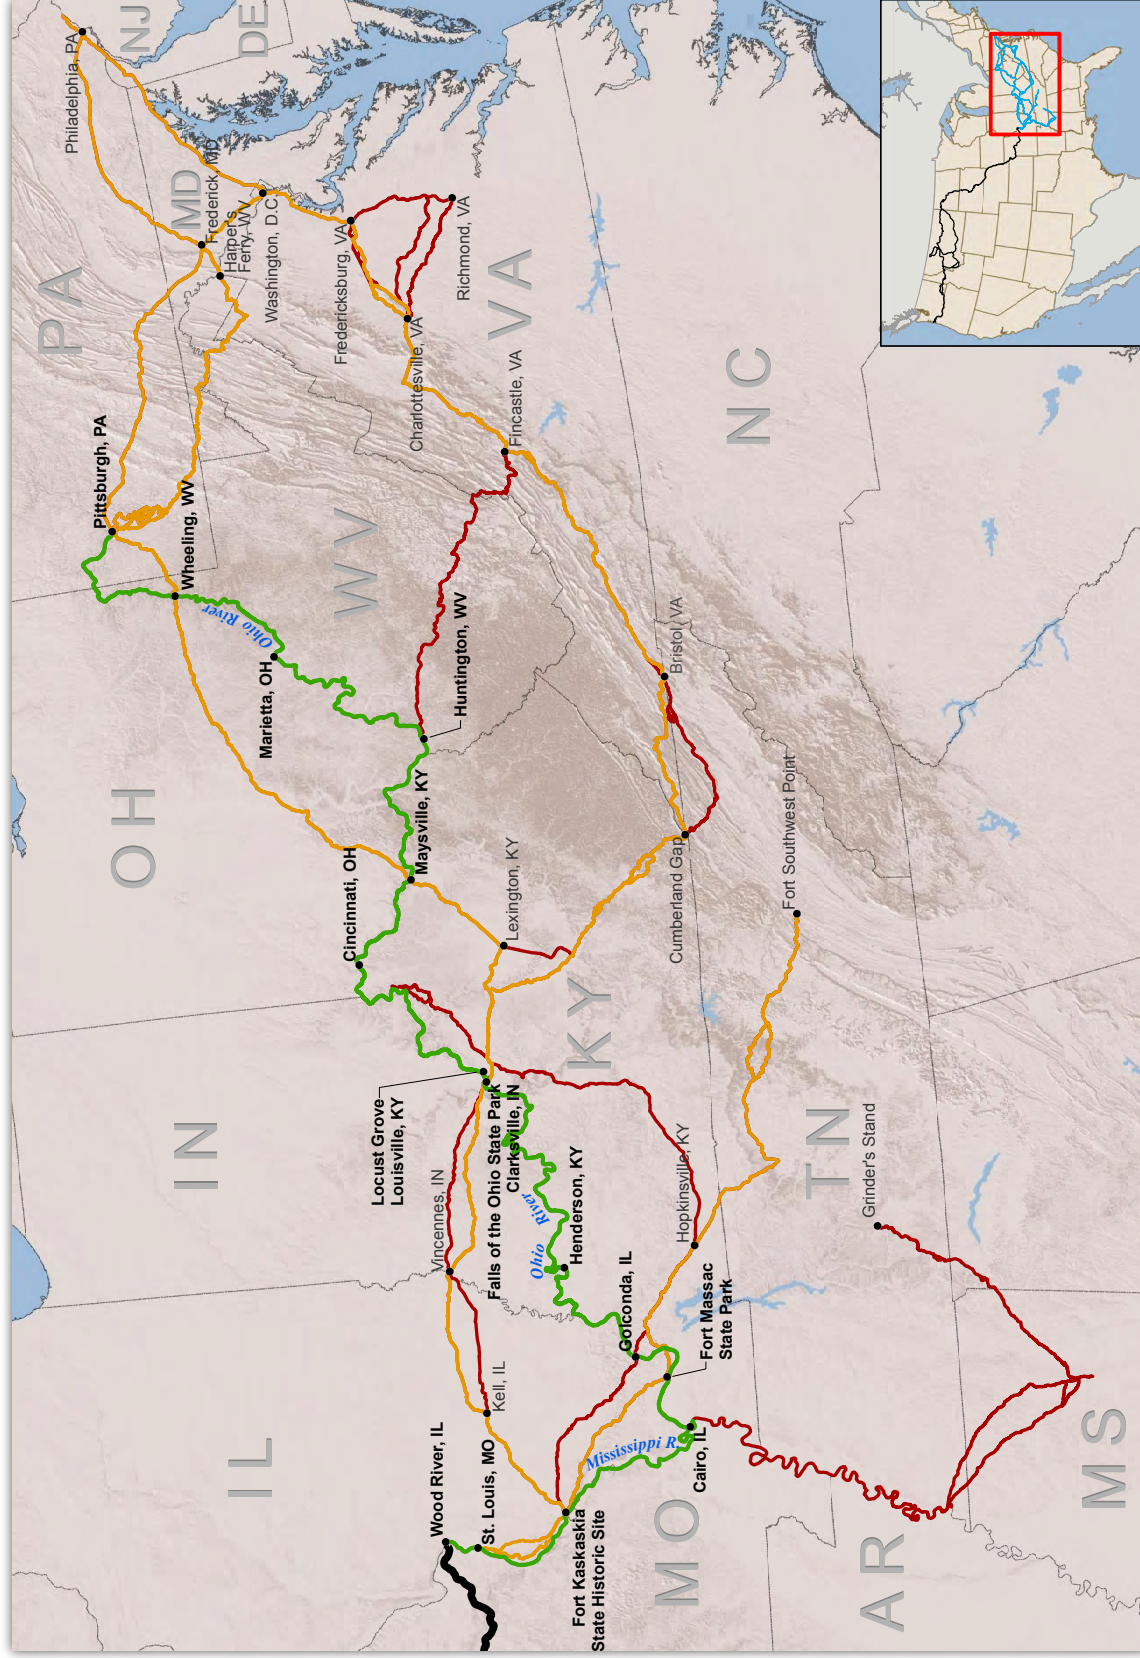 PA
NJ
DE
MD
OH
WV
VA
NC
IN
KY
TN
IL
MO
AR
MS
Philadelphia, PA
Frederick, MD
Harper's
Ferry, WV
Washington, D.C.
Fredericksburg, VA
Richmond, VA
Charlottesville, VA
Fincastle, VA
Pittsburgh, PA
Wheeling, WV
Ohio River
Marietta, OH
Huntington, WV
Bristol, VA
Maysville, KY
Cincinnati, OH
Lexington, KY
Cumberland Gap
Fort Southwest Point
Locust Grove
Louisville, KY
Falls of the Ohio State Park
Clarksville, IN
Vincennes, IN
Ohio River
Henderson, KY
Hopkinsville, KY
Grinder's Stand
Golconda, IL
Fort Massac
State Park
Kell, IL
Wood River, IL
St. Louis, MO
Mississippi R.
Cairo, IL
Fort Kaskaskia
State Historic Site